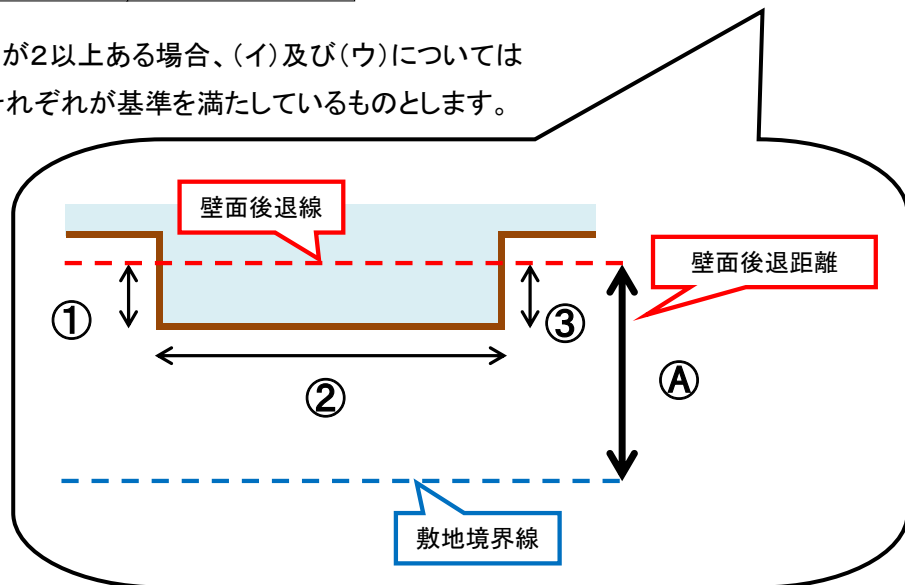 が2以上ある場合、(イ)及び(ウ)については
それぞれが基準を満たしているものとします。
壁面後退線
壁面後退距離
①
③
②
Ⓐ
敷地境界線